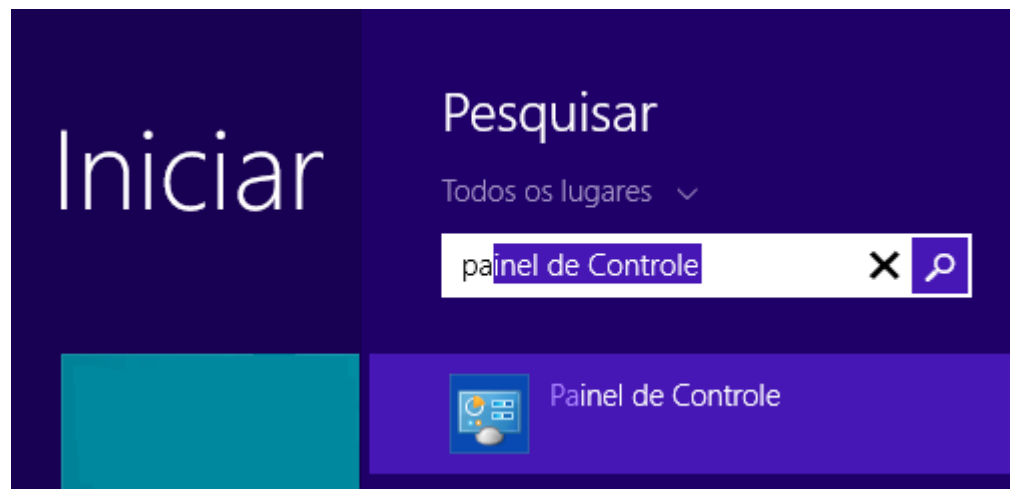 Iniciar
Pesquisar
Todos os lugares
painel de Controle
Painel de Controle